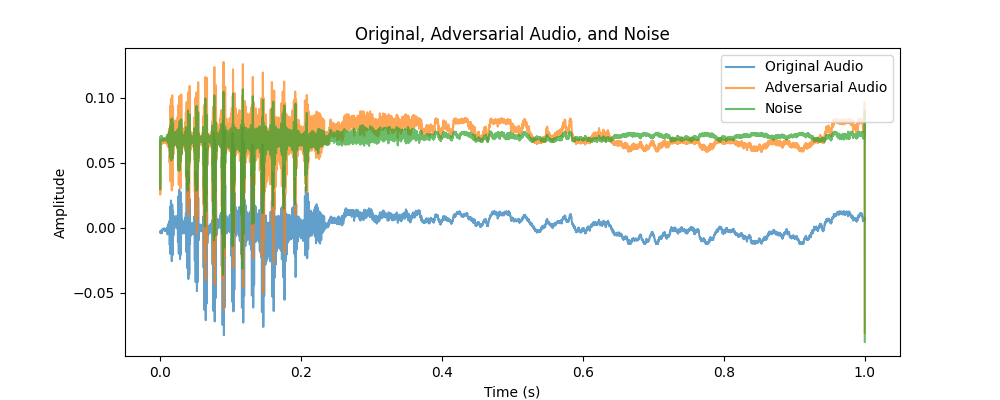 Original, Adversarial Audio, and Noise
Original Audio
Adversarial Audio
Noise
Amplitude
0.10
0.05
0.00
−0.05
0.0
0.2
0.4
0.6
0.8
1.0
Time (s)